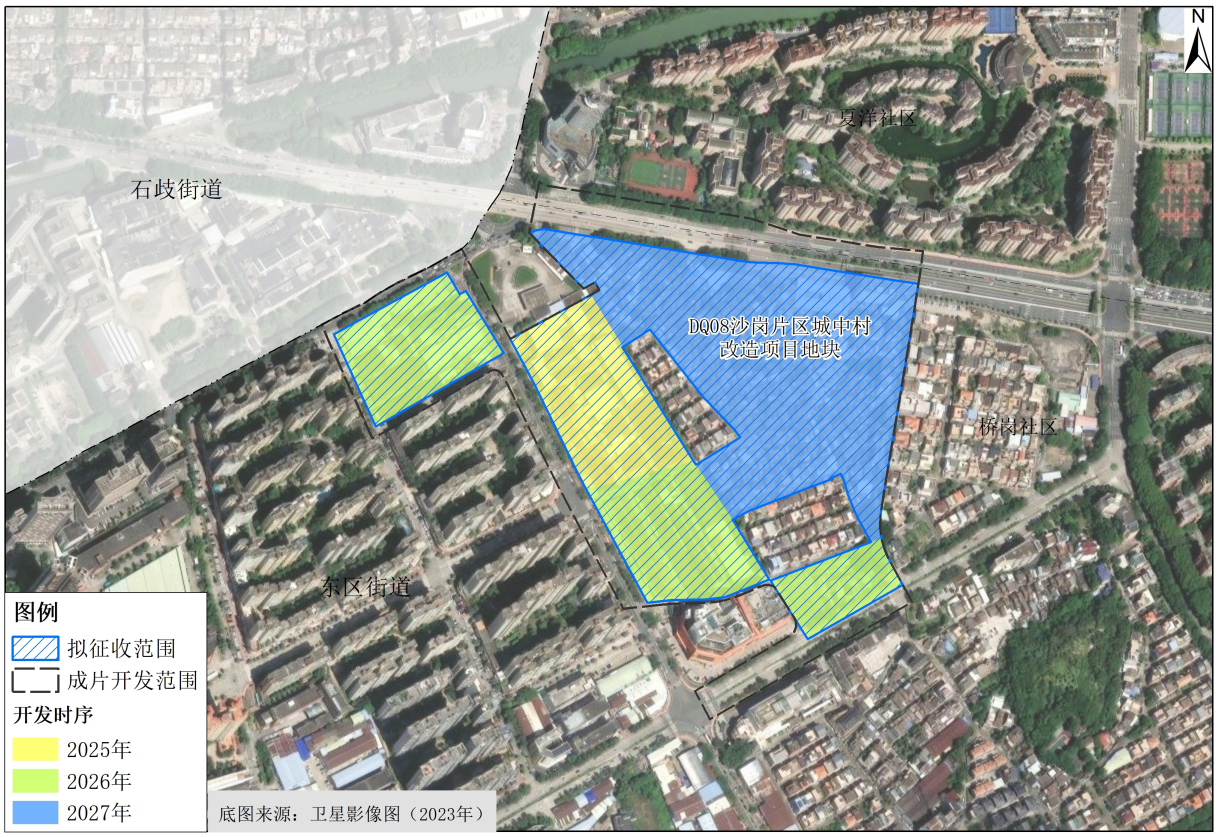 N
夏洋社区
石歧街道
DQ08沙岗片区城中村
改造项目地块
桥岗社区
东区街道
图例
拟征收范围
成片开发范围
开发时序
2025年
2026年
2027年
底图来源：卫星影像图（2023年）